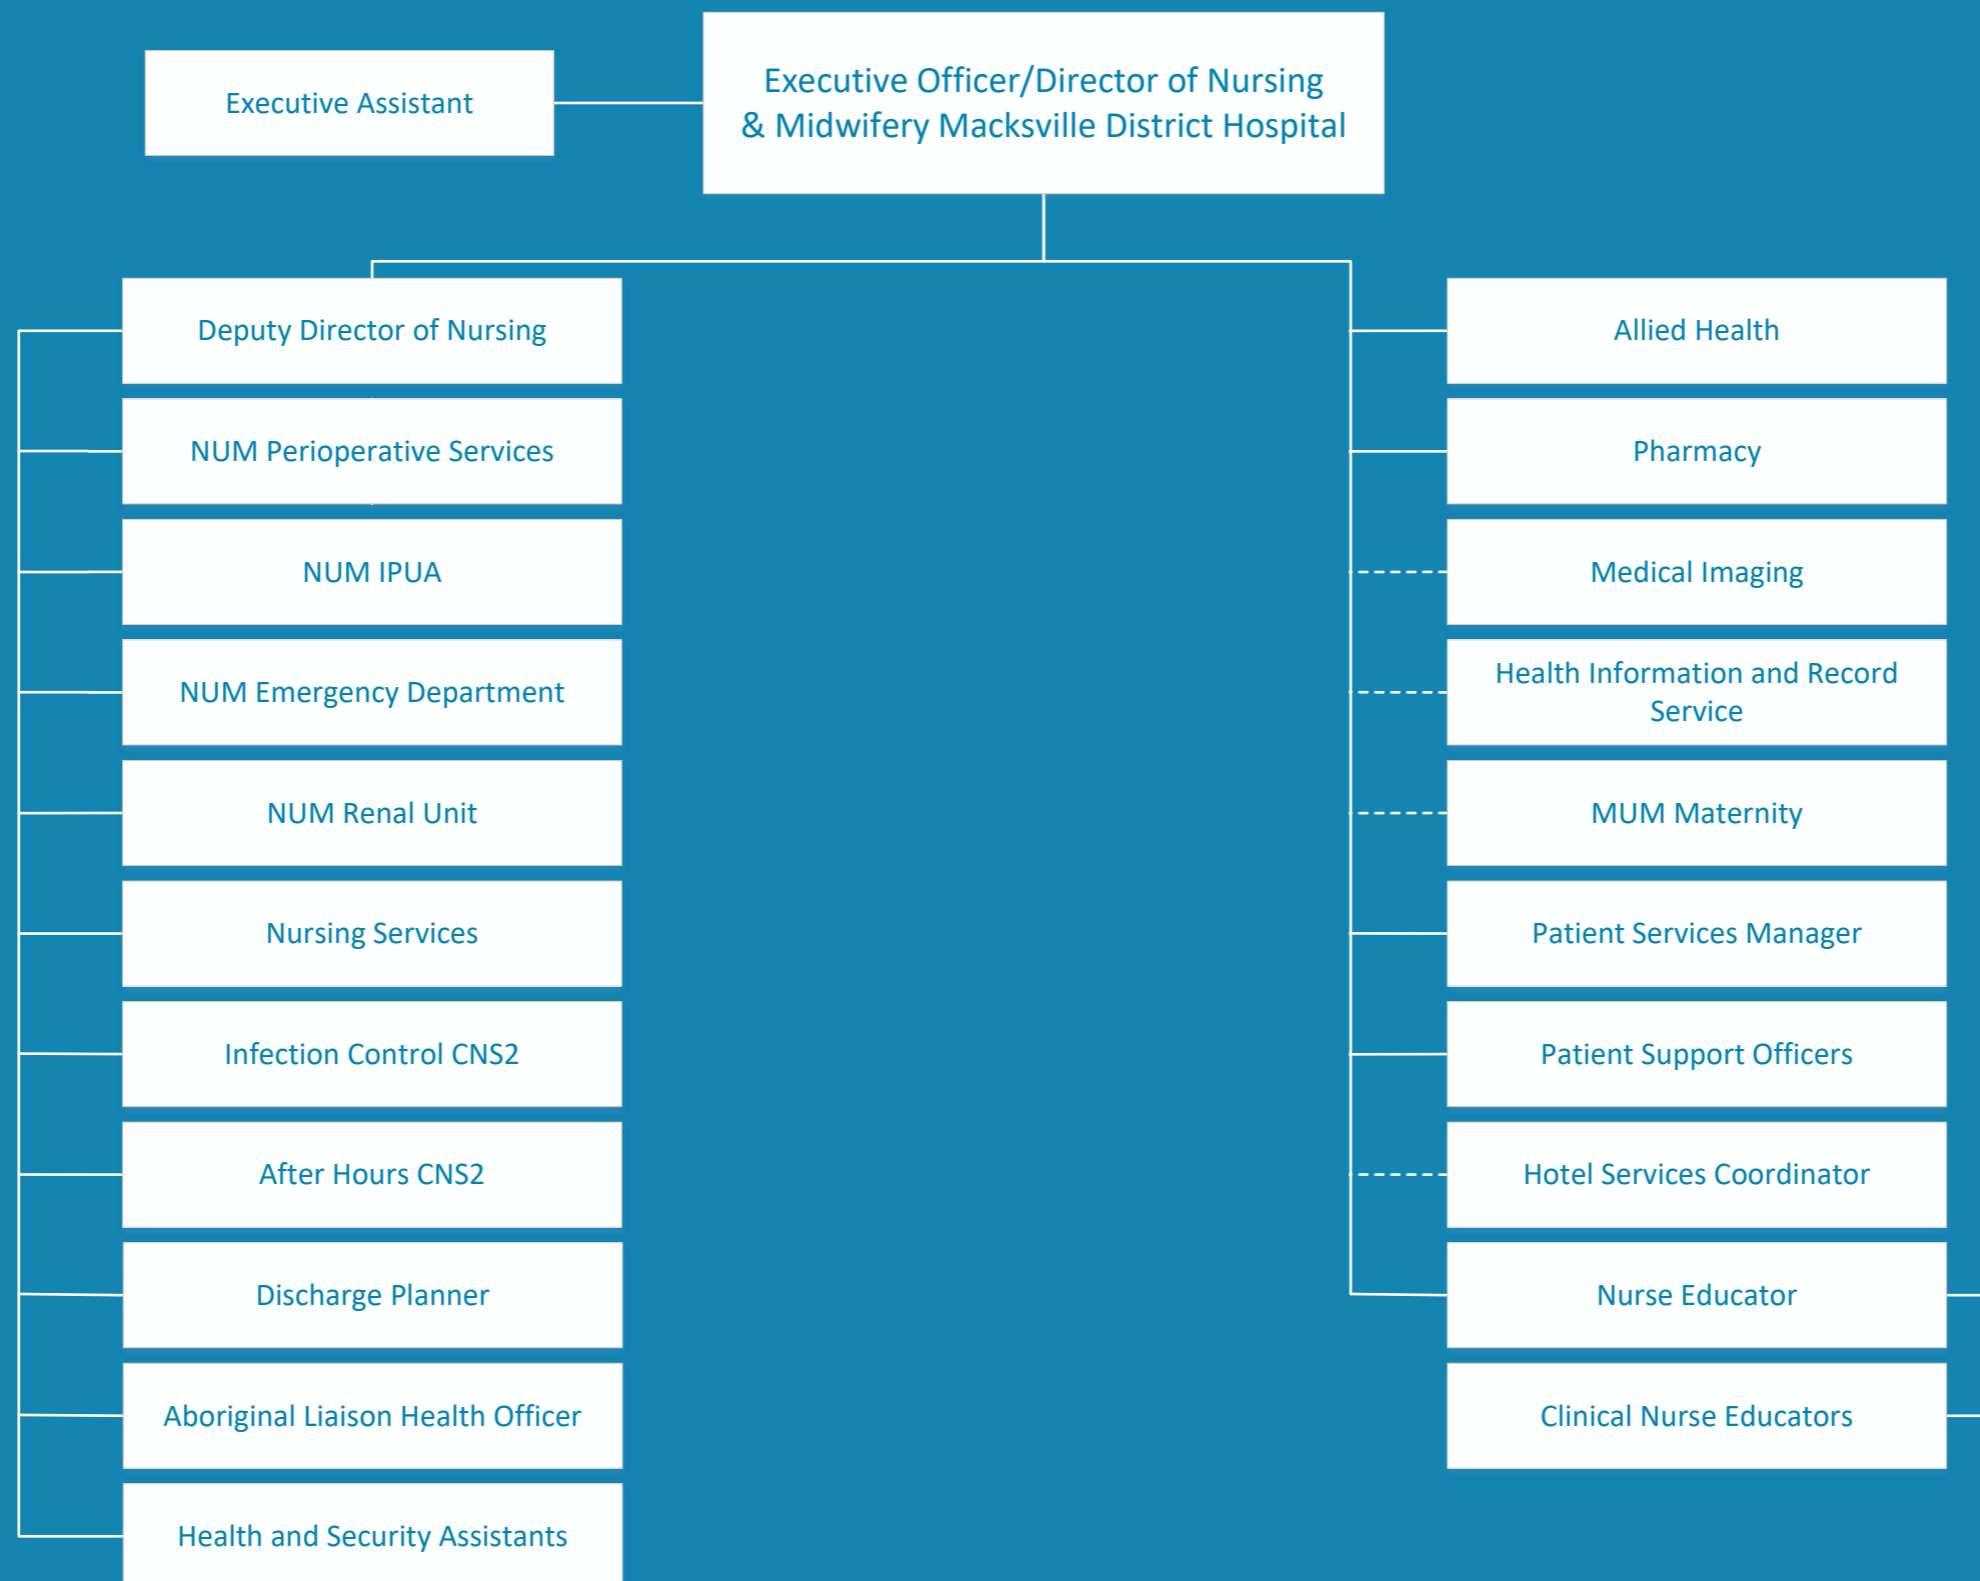 Executive Assistant
Executive Officer/Director of Nursing
& Midwifery Macksville District Hospital
Deputy Director of Nursing
NUM Perioperative Services
NUM IPUA
NUM Emergency Department
NUM Renal Unit
Nursing Services
Infection Control CNS2
After Hours CNS2
Discharge Planner
Aboriginal Liaison Health Officer
Health and Security Assistants
Allied Health
Pharmacy
Medical Imaging
Health Information and Record
Service
MUM Maternity
Patient Services Manager
Patient Support Officers
Hotel Services Coordinator
Nurse Educator
Clinical Nurse Educators